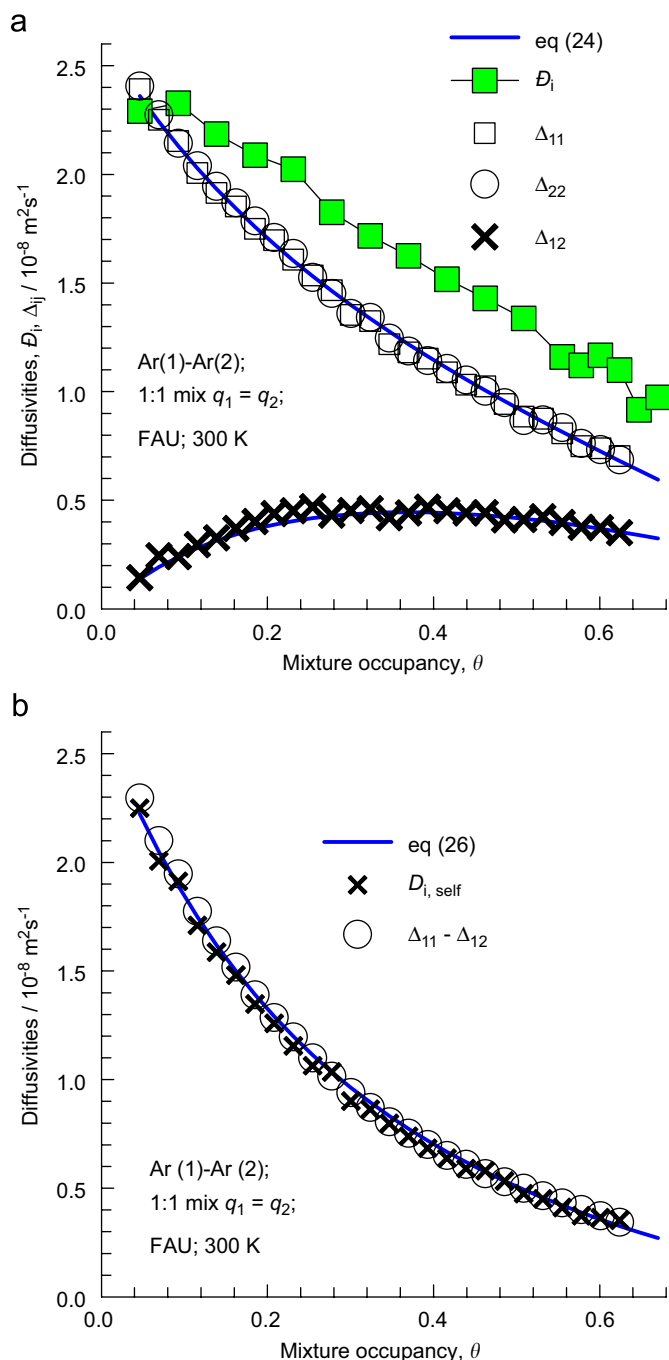 a
eq (24)
Đi
Δ11
Δ22
Δ12
Đi, Δij / 10-8 m2s-1
2.5
2.0
1.5
1.0
0.5
0.0
Ar(1)-Ar(2);
1:1 mix q1 = q2;
FAU; 300 K
0.0 0.2 0.4 0.6
Mixture occupancy, θ
Diffusivities,
b
eq (26)
Di, self
Δ11 - Δ12
Diffusivities / 10-8 m2s-1
2.5
2.0
1.5
1.0
0.5
0.0
Ar (1)-Ar (2);
1:1 mix q1 = q2;
FAU; 300 K
0.0 0.2 0.4 0.6
Mixture occupancy, θ